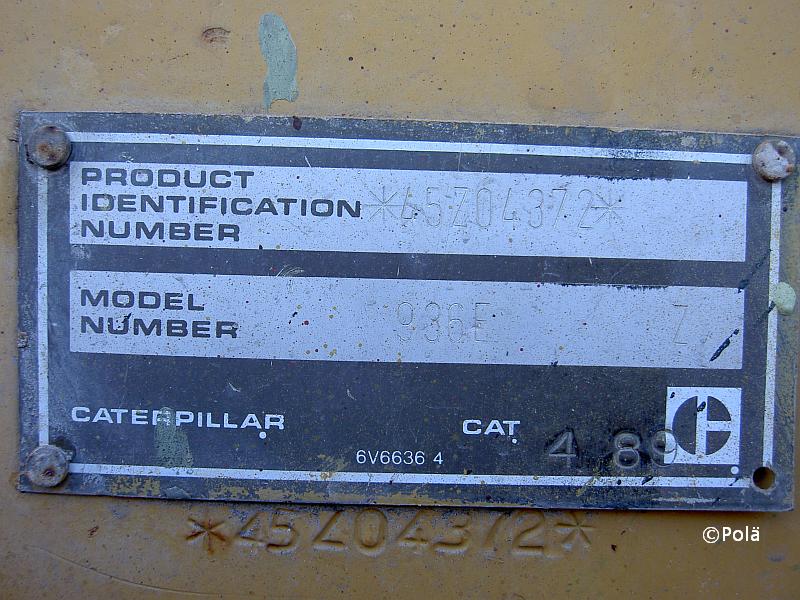 PRODUCT
IDENTIFICATION *45Z04372*
NUMBER
MODEL
NUMBER 936E Z
CATERPILLAR CAT
4 89
6V6636 4
*45Z04372*
©Polä